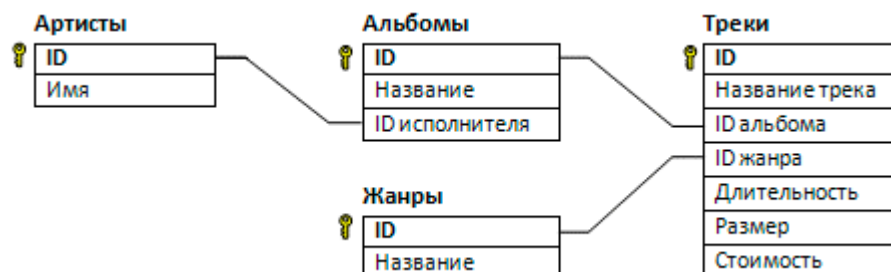 Артисты
ID
Имя
Альбомы
ID
Название
ID исполнителя
Жанры
ID
Название
Треки
ID
Название трека
ID альбома
ID жанра
Длительность
Размер
Стоимость